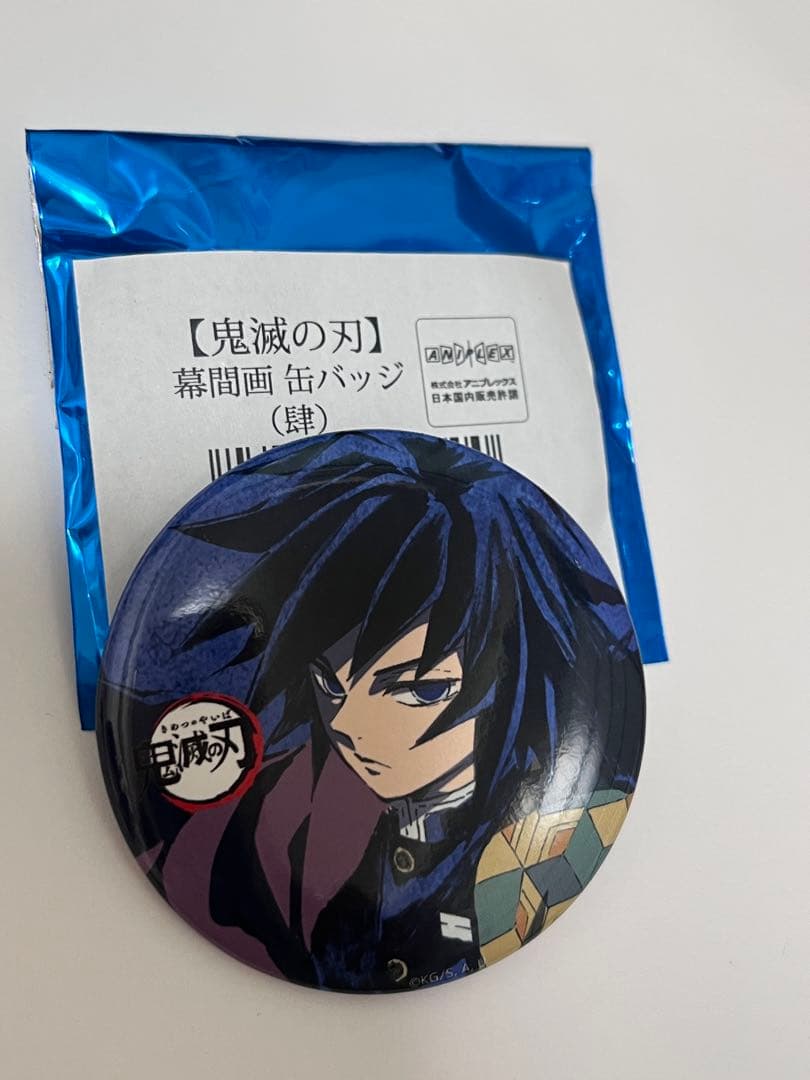 【鬼滅の刃】
幕間画 缶バッジ
(肆)
ANIPLEX
株式会社 アニプレックス
日本国内販売許諾
きめつのやいば
鬼滅の刃
©KG/S, A,